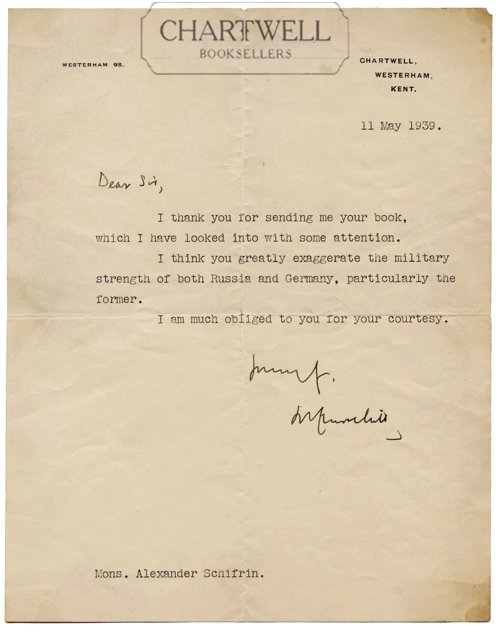 CHARTWELL
BOOKSELLERS
WESTERHAM 93.
CHARTWELL,
WESTERHAM,
KENT.
11 May 1939.
Dear Sir,
I thank you for sending me your book,
which I have looked into with some attention.
I think you greatly exaggerate the military
strength of both Russia and Germany, particularly the
former.
I am much obliged to you for your courtesy.
Mons. Alexander Schifrin.